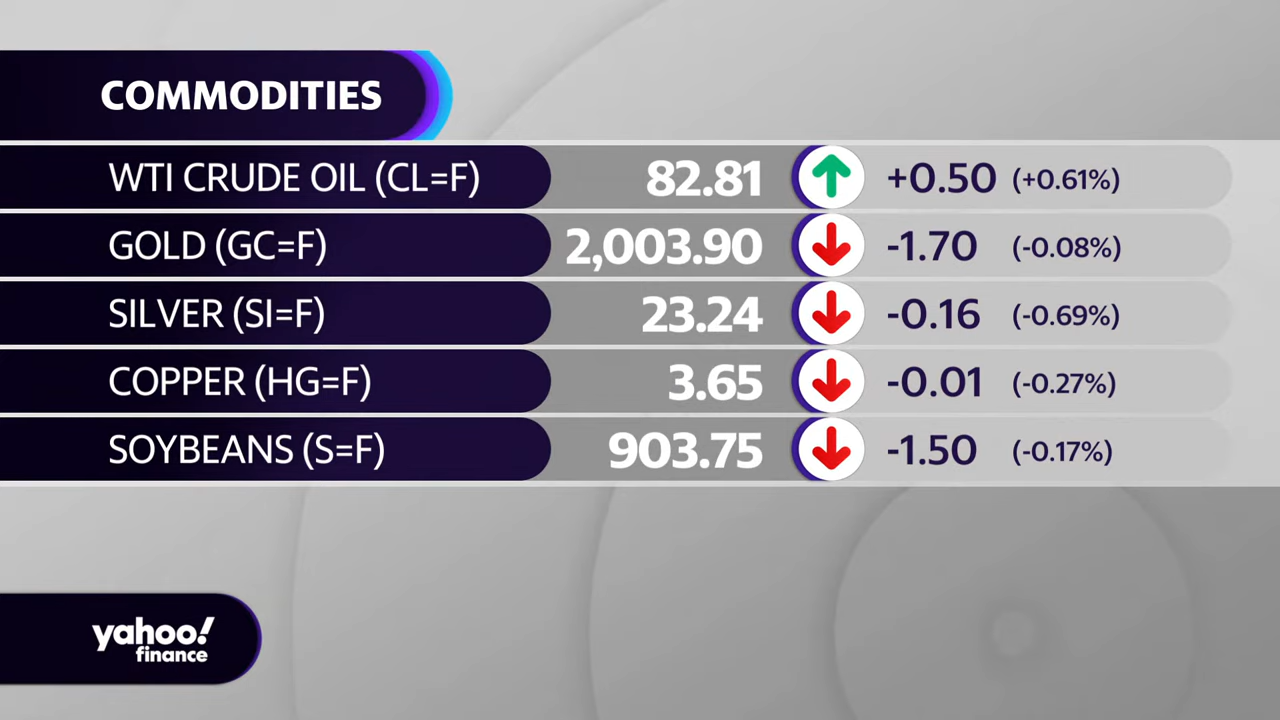 COMMODITIES
WTI CRUDE OIL (CL=F) 82.81 +0.50 (+0.61%)
GOLD (GC=F) 2,003.90 -1.70 (-0.08%)
SILVER (SI=F) 23.24 -0.16 (-0.69%)
COPPER (HG=F) 3.65 -0.01 (-0.27%)
SOYBEANS (S=F) 903.75 -1.50 (-0.17%)
yahoo!
finance